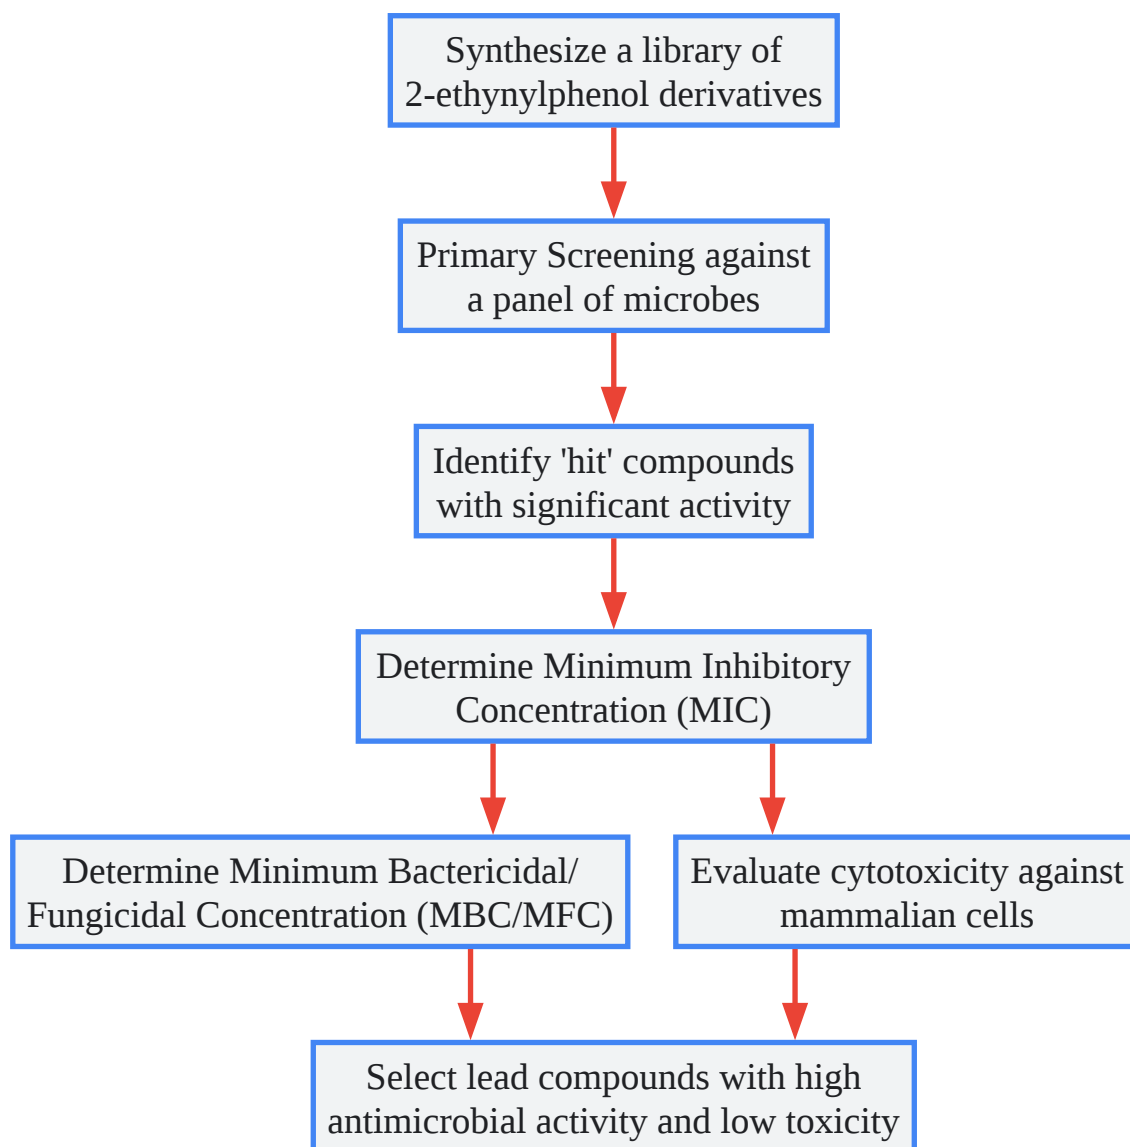 Synthesize a library of
2-ethynylphenol derivatives
Primary Screening against
a panel of microbes
Identify 'hit' compounds
with significant activity
Determine Minimum Inhibitory
Concentration (MIC)
Determine Minimum Bactericidal/
Fungicidal Concentration (MBC/MFC)
Evaluate cytotoxicity against
mammalian cells
Select lead compounds with high
antimicrobial activity and low toxicity